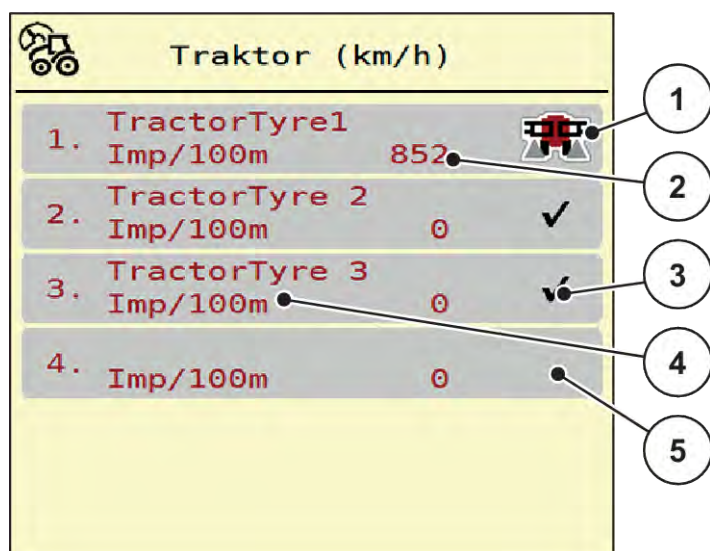 Traktor (km/h)
1. TractorTyre1
Imp/100m 852
2. TractorTyre 2
Imp/100m 0
3. TractorTyre 3
Imp/100m 0
4.
Imp/100m 0
1
2
3
4
5